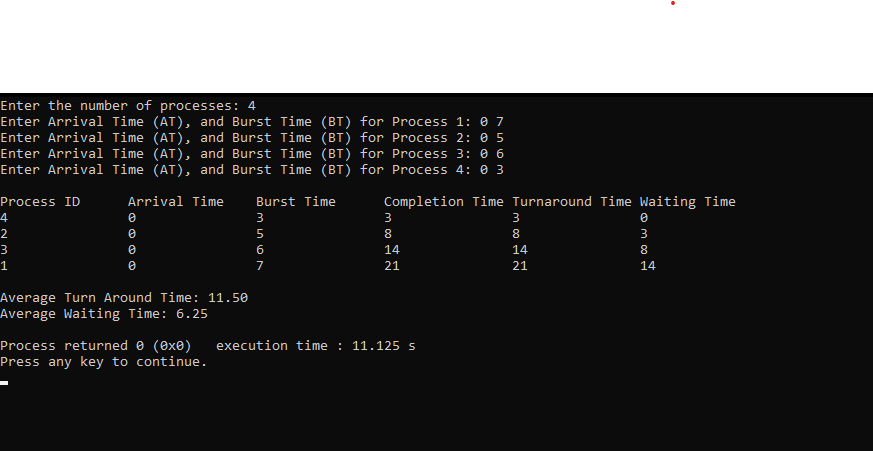 Enter the number of processes: 4
Enter Arrival Time (AT), and Burst Time (BT) for Process 1: 0 7
Enter Arrival Time (AT), and Burst Time (BT) for Process 2: 0 5
Enter Arrival Time (AT), and Burst Time (BT) for Process 3: 0 6
Enter Arrival Time (AT), and Burst Time (BT) for Process 4: 0 3
Process ID Arrival Time Burst Time Completion Time Turnaround Time Waiting Time
4 0 3 3 3 0
2 0 5 8 8 3
3 0 6 14 14 8
1 0 7 21 21 14
Average Turn Around Time: 11.50
Average Waiting Time: 6.25
Process returned 0 (0x0) execution time : 11.125 s
Press any key to continue.